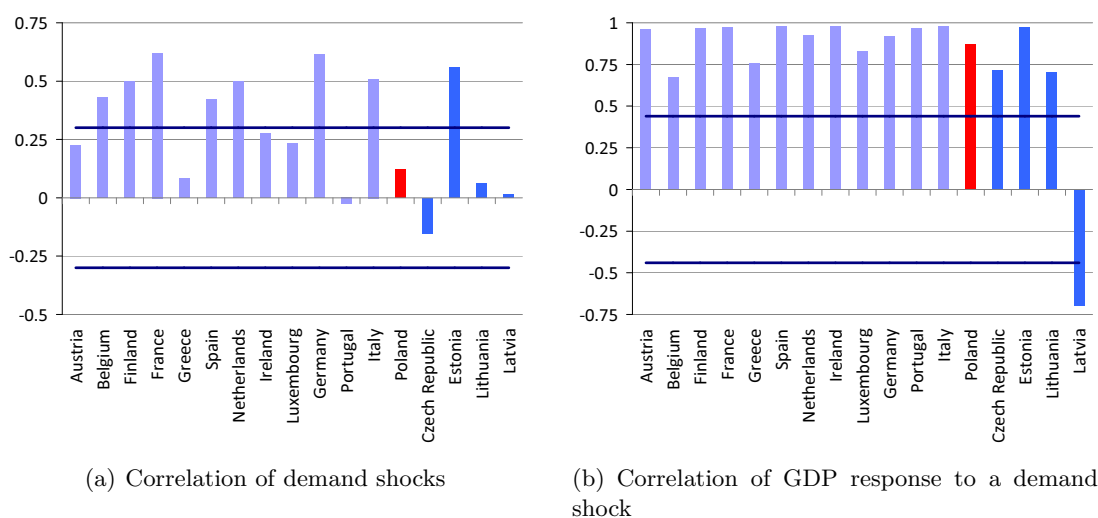 0.75
0.5
0.25
0
-0.25
-0.5
Austria
Belgium
Finland
France
Greece
Spain
Netherlands
Ireland
Luxembourg
Germany
Portugal
Italy
Poland
Czech Republic
Estonia
Lithuania
Latvia
(a) Correlation of demand shocks
1
0.75
0.5
0.25
0
-0.25
-0.5
-0.75
Austria
Belgium
Finland
France
Greece
Spain
Netherlands
Ireland
Luxembourg
Germany
Portugal
Italy
Poland
Czech Republic
Estonia
Lithuania
Latvia
(b) Correlation of GDP response to a demand
shock